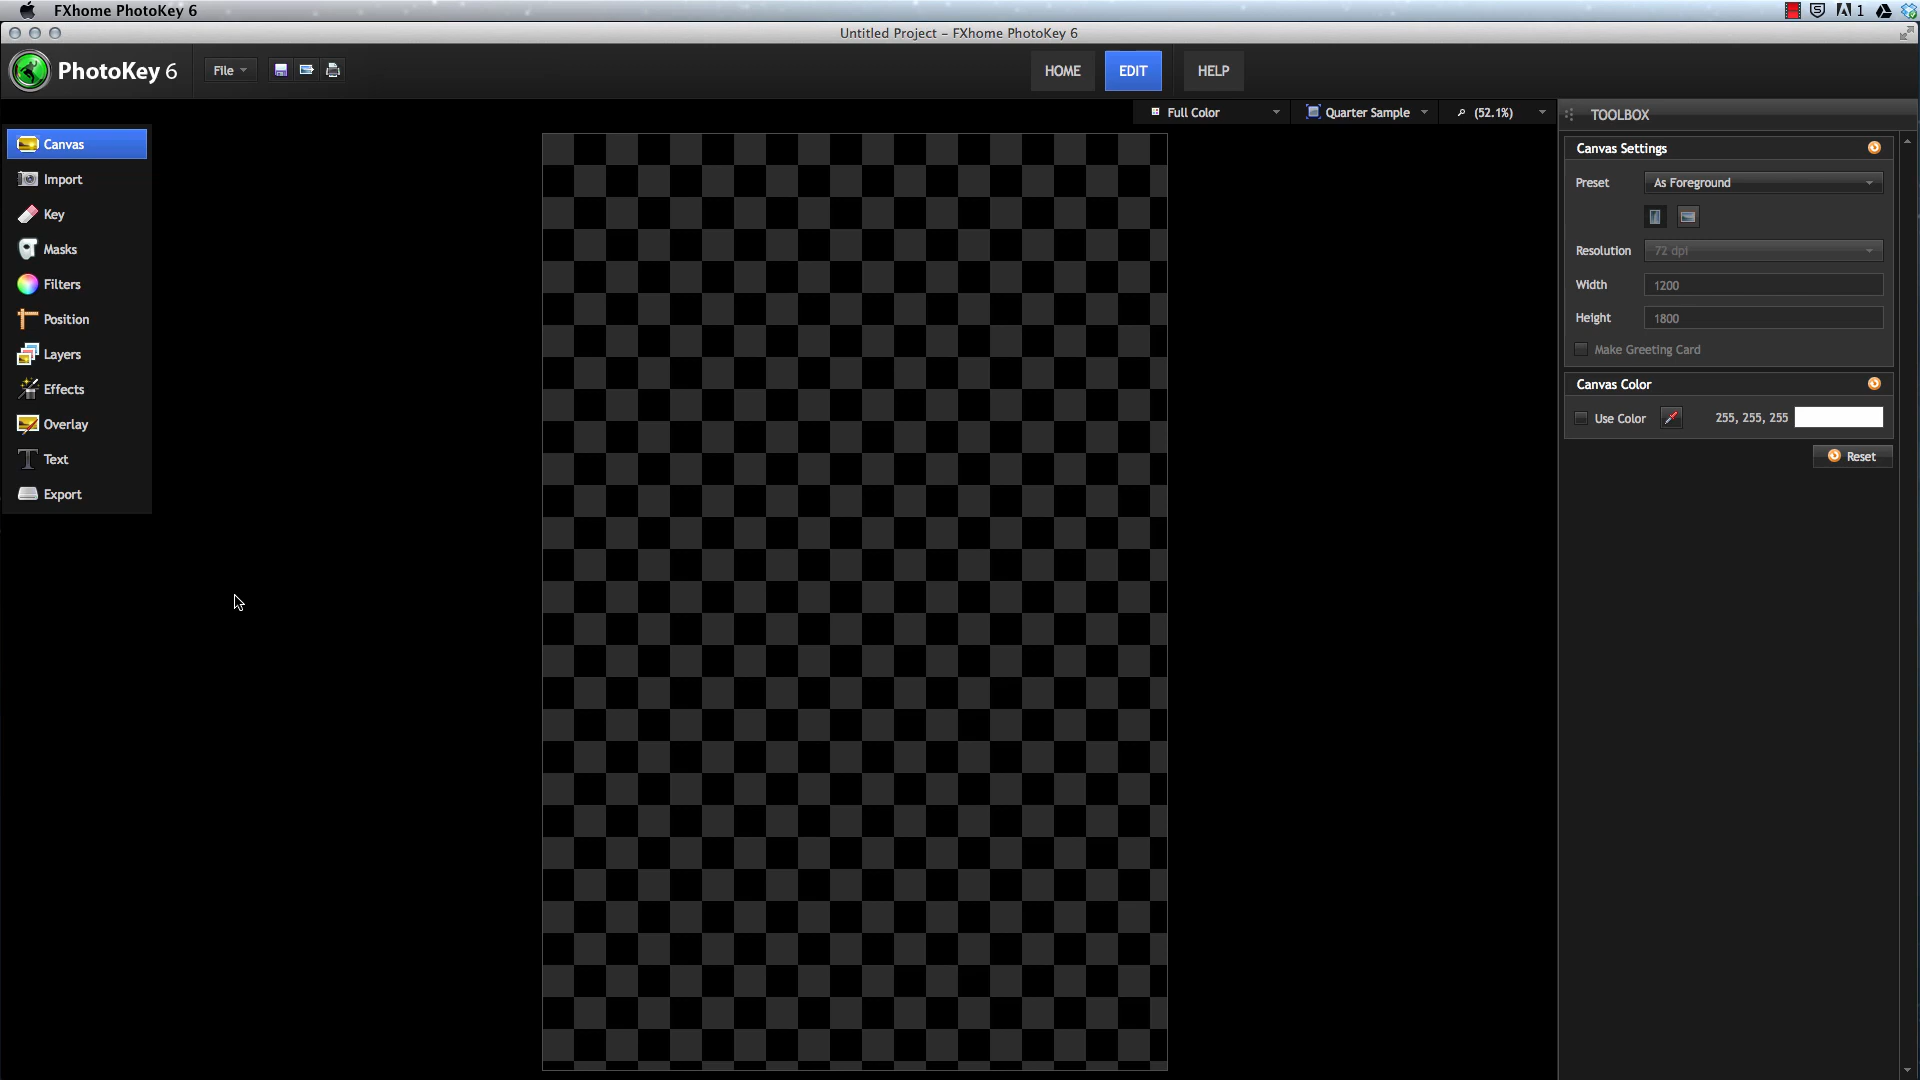 FXhome PhotoKey 6
1
Untitled Project – FXhome PhotoKey 6
PhotoKey 6
File
HOME
EDIT
HELP
Full Color
Quarter Sample
(52.1%)
TOOLBOX
Canvas
Import
Key
Masks
Filters
Position
Layers
Effects
Overlay
Text
Export
Canvas Settings
Preset
As Foreground
Resolution
72 dpi
Width
1200
Height
1800
Make Greeting Card
Canvas Color
Use Color
255, 255, 255
Reset